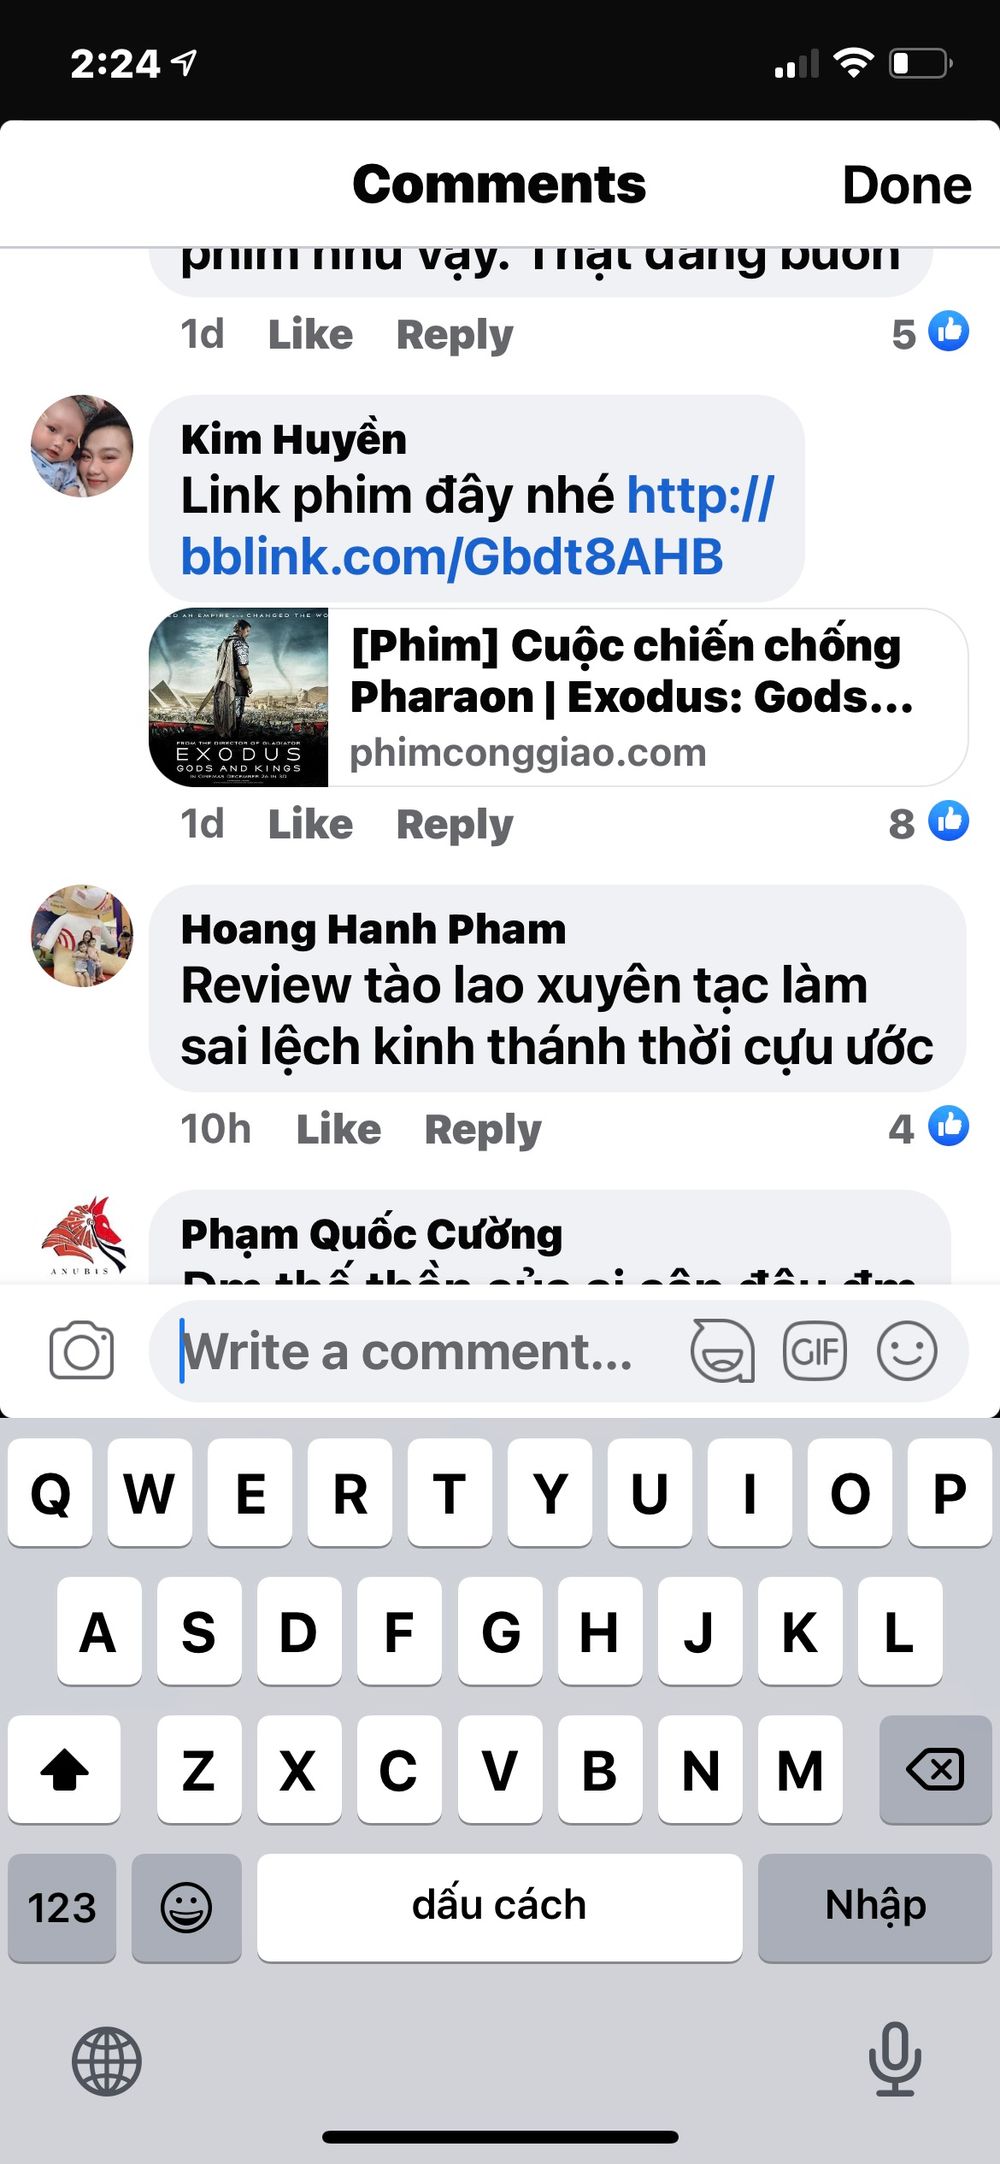 2:24
Comments
Done
phim như vậy. Thật đáng buồn
1d Like Reply 5
Kim Huyền
Link phim đây nhé http://
bblink.com/Gbdt8AHB
EXODUS
GODS AND KINGS
[Phim] Cuộc chiến chống
Pharaon | Exodus: Gods...
phimconggiao.com
1d Like Reply 8
Hoang Hanh Pham
Review tào lao xuyên tạc làm
sai lệch kinh thánh thời cựu ước
10h Like Reply 4
ANUBIS
Phạm Quốc Cường
Write a comment...
GIF
Q W E R T Y U I O P
A S D F G H J K L
Z X C V B N M
123 dấu cách Nhập